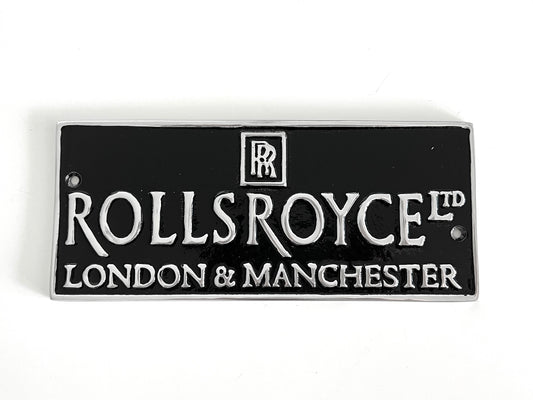 RR
ROLLSROYCE LTD
LONDON & MANCHESTER